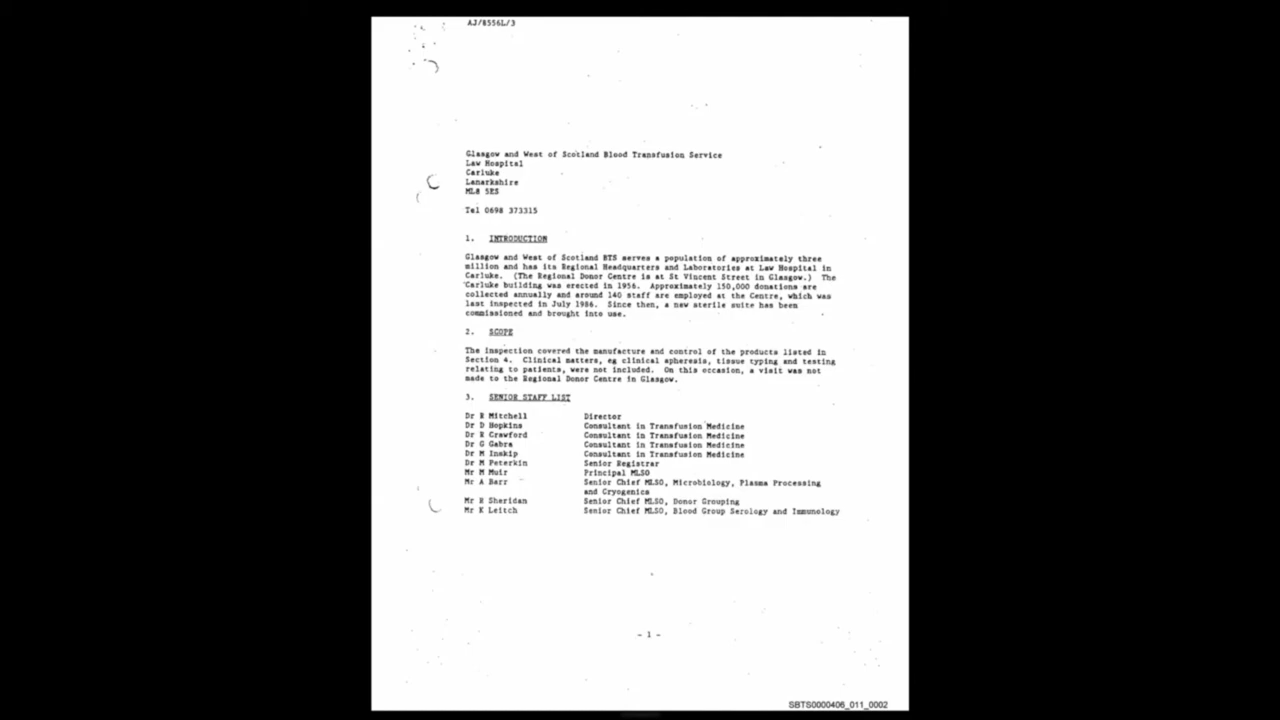 AJ/8556L/3
Glasgow and West of Scotland Blood Transfusion Service
Law Hospital
Carluke
Lanarkshire
ML8 5ES
Tel 0698 373315
1. INTRODUCTION
Glasgow and West of Scotland BTS serves a population of approximately three
million and has its Regional Headquarters and Laboratories at Law Hospital in
Carluke. (The Regional Donor Centre is at St Vincent Street in Glasgow.) The
Carluke building was erected in 1956. Approximately 150,000 donations are
collected annually and around 140 staff are employed at the Centre, which was
last inspected in July 1986. Since then, a new sterile suite has been
commissioned and brought into use.
2. SCOPE
The inspection covered the manufacture and control of the products listed in
Section 4. Clinical matters, eg clinical apheresis, tissue typing and testing
relating to patients, were not included. On this occasion, a visit was not
made to the Regional Donor Centre in Glasgow.
3. SENIOR STAFF LIST
Dr R Mitchell Director
Dr D Hopkins Consultant in Transfusion Medicine
Dr R Crawford Consultant in Transfusion Medicine
Dr G Gabra Consultant in Transfusion Medicine
Dr M Inskip Consultant in Transfusion Medicine
Dr M Peterkin Senior Registrar
Mr M Muir Principal MLSO
Mr A Barr Senior Chief MLSO, Microbiology, Plasma Processing
and Cryogenics
Mr R Sheridan Senior Chief MLSO, Donor Grouping
Mr K Leitch Senior Chief MLSO, Blood Group Serology and Immunology
- 1 -
SBTS0000406_011_0002